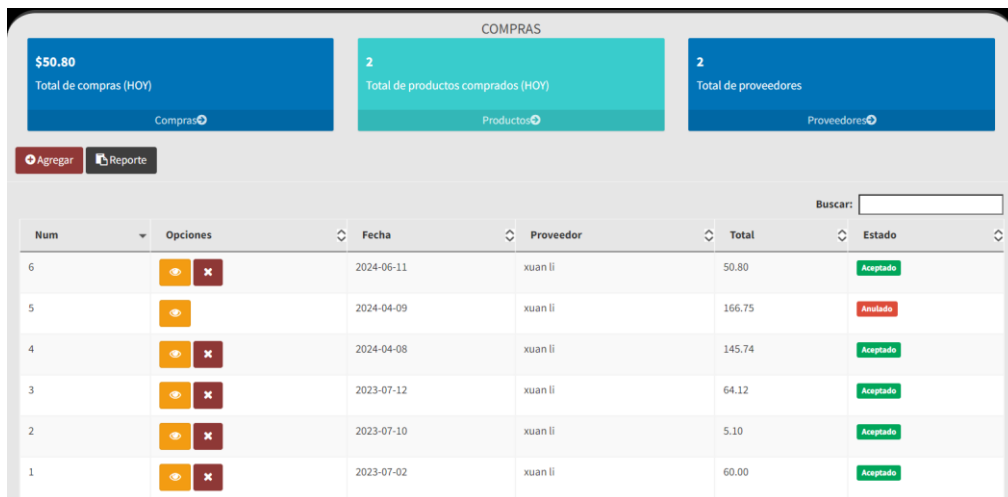 COMPRAS
$50.80
Total de compras (HOY)
Compras
2
Total de productos comprados (HOY)
Productos
2
Total de proveedores
Proveedores
Agregar Reporte
Buscar:
Num Opciones Fecha Proveedor Total Estado
6 2024-06-11 xuan li 50.80 Aceptado
5 2024-04-09 xuan li 166.75 Anulado
4 2024-04-08 xuan li 145.74 Aceptado
3 2023-07-12 xuan li 64.12 Aceptado
2 2023-07-10 xuan li 5.10 Aceptado
1 2023-07-02 xuan li 60.00 Aceptado